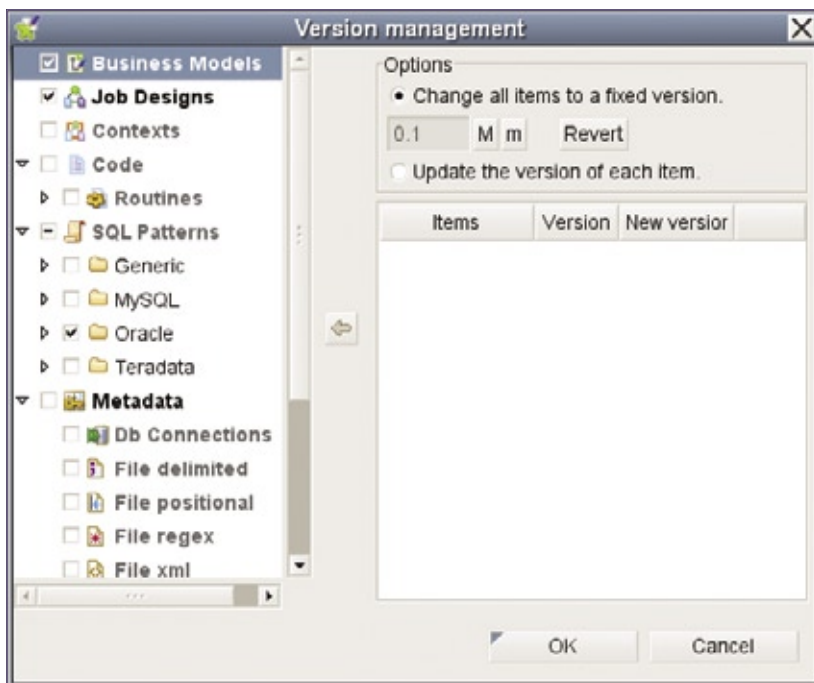 Version management
Business Models
Job Designs
Contexts
Code
Routines
SQL Patterns
Generic
MySQL
Oracle
Teradata
Metadata
Db Connections
File delimited
File positional
File regex
File xml
Options
Change all items to a fixed version.
0.1 M m Revert
Update the version of each item.
Items Version New version
OK Cancel